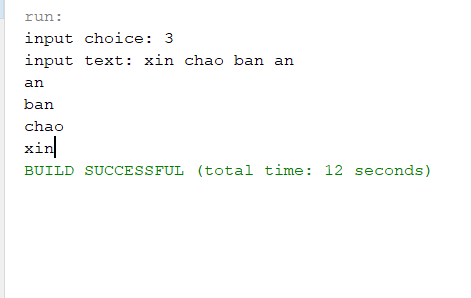 run:
input choice: 3
input text: xin chao ban an
an
ban
chao
xin
BUILD SUCCESSFUL (total time: 12 seconds)